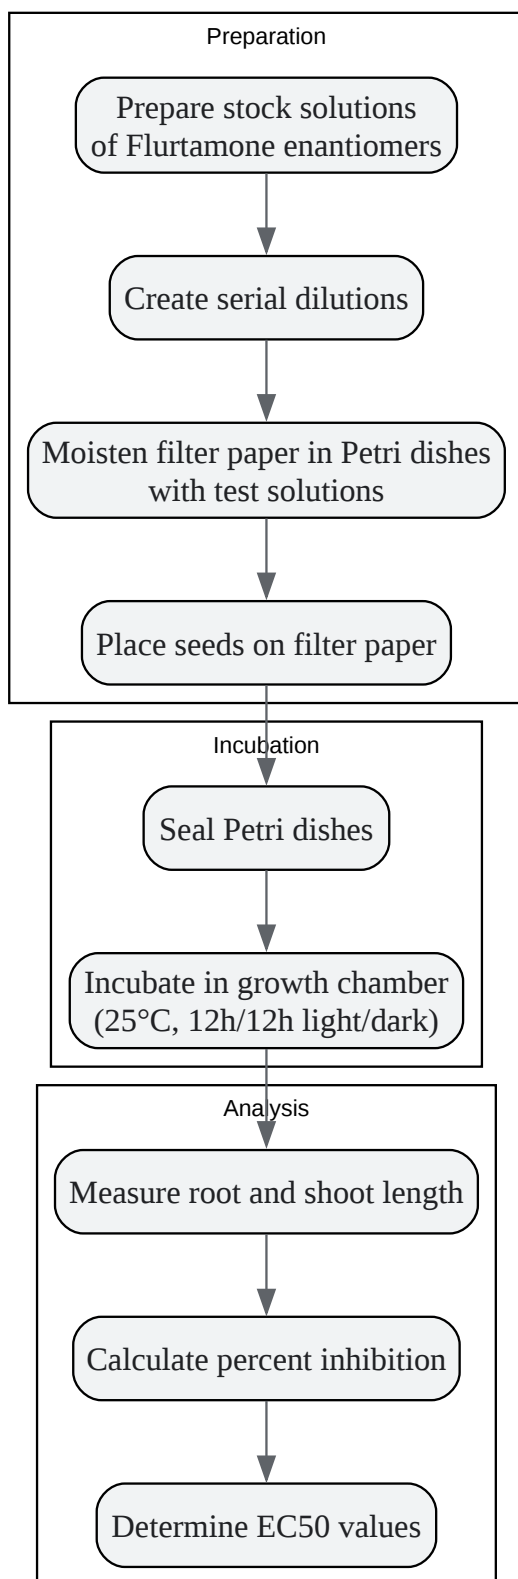 Preparation
Prepare stock solutions
of Flurtamone enantiomers
Create serial dilutions
Moisten filter paper in Petri dishes
with test solutions
Place seeds on filter paper
Incubation
Seal Petri dishes
Incubate in growth chamber
(25°C, 12h/12h light/dark)
Analysis
Measure root and shoot length
Calculate percent inhibition
Determine EC50 values